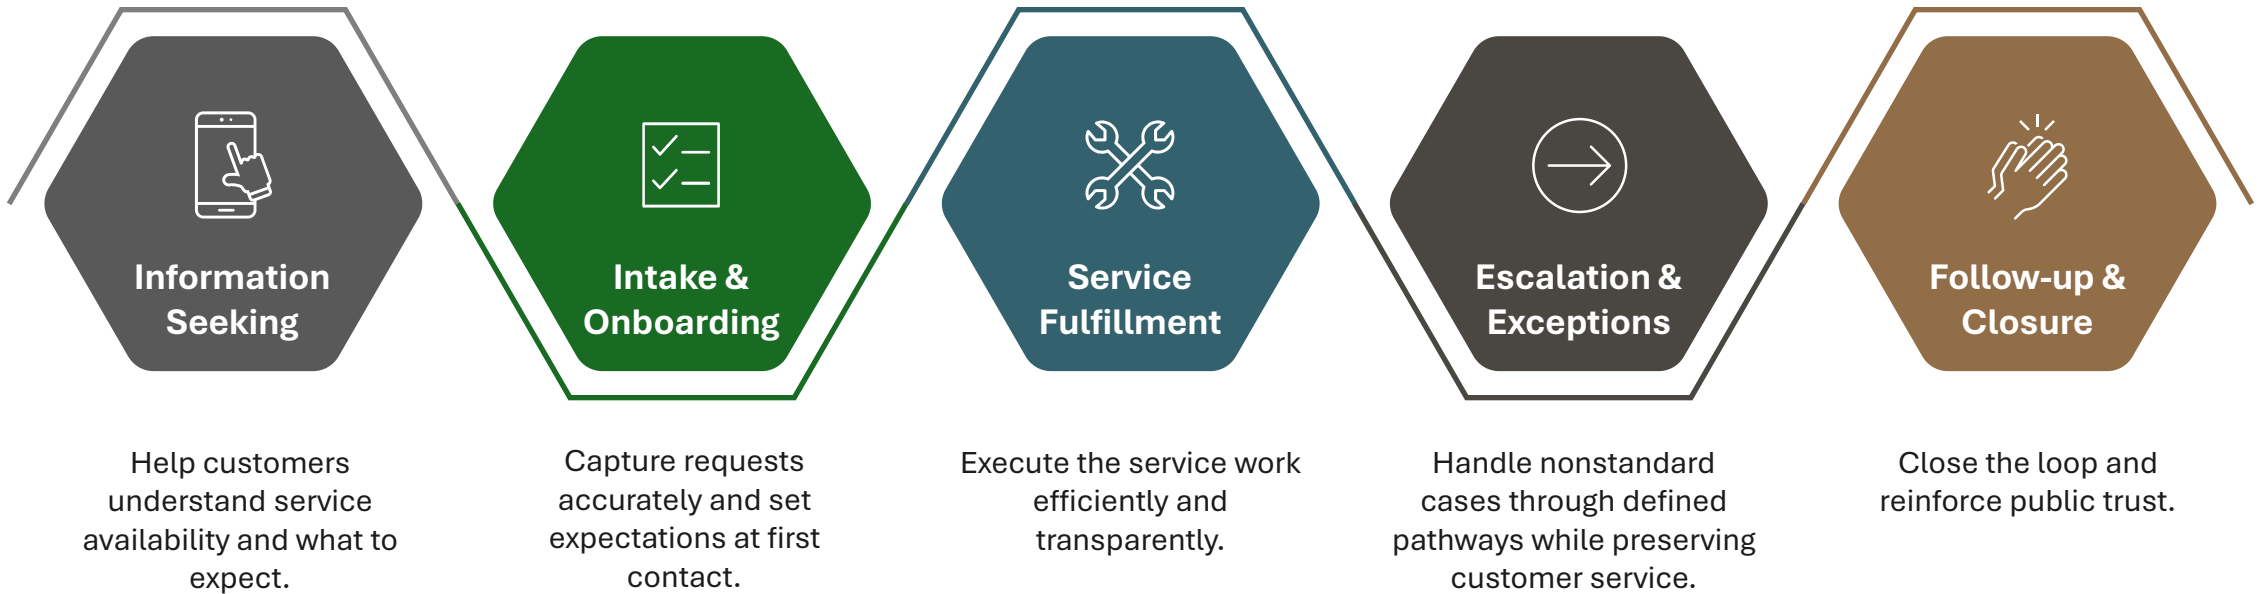 Information
Seeking
Help customers
understand service
availability and what to
expect.
Intake &
Onboarding
Capture requests
accurately and set
expectations at first
contact.
Service
Fulfillment
Execute the service work
efficiently and
transparently.
Escalation &
Exceptions
Handle nonstandard
cases through defined
pathways while preserving
customer service.
Follow-up &
Closure
Close the loop and
reinforce public trust.